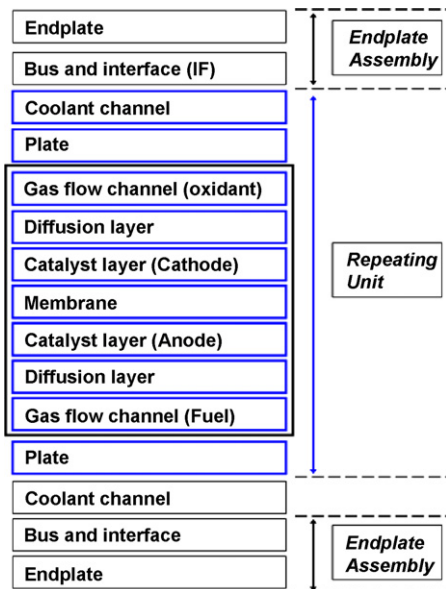 Endplate
Bus and interface (IF)
Endplate
Assembly
Coolant channel
Plate
Gas flow channel (oxidant)
Diffusion layer
Catalyst layer (Cathode)
Membrane
Catalyst layer (Anode)
Diffusion layer
Gas flow channel (Fuel)
Plate
Repeating
Unit
Coolant channel
Bus and interface
Endplate
Endplate
Assembly